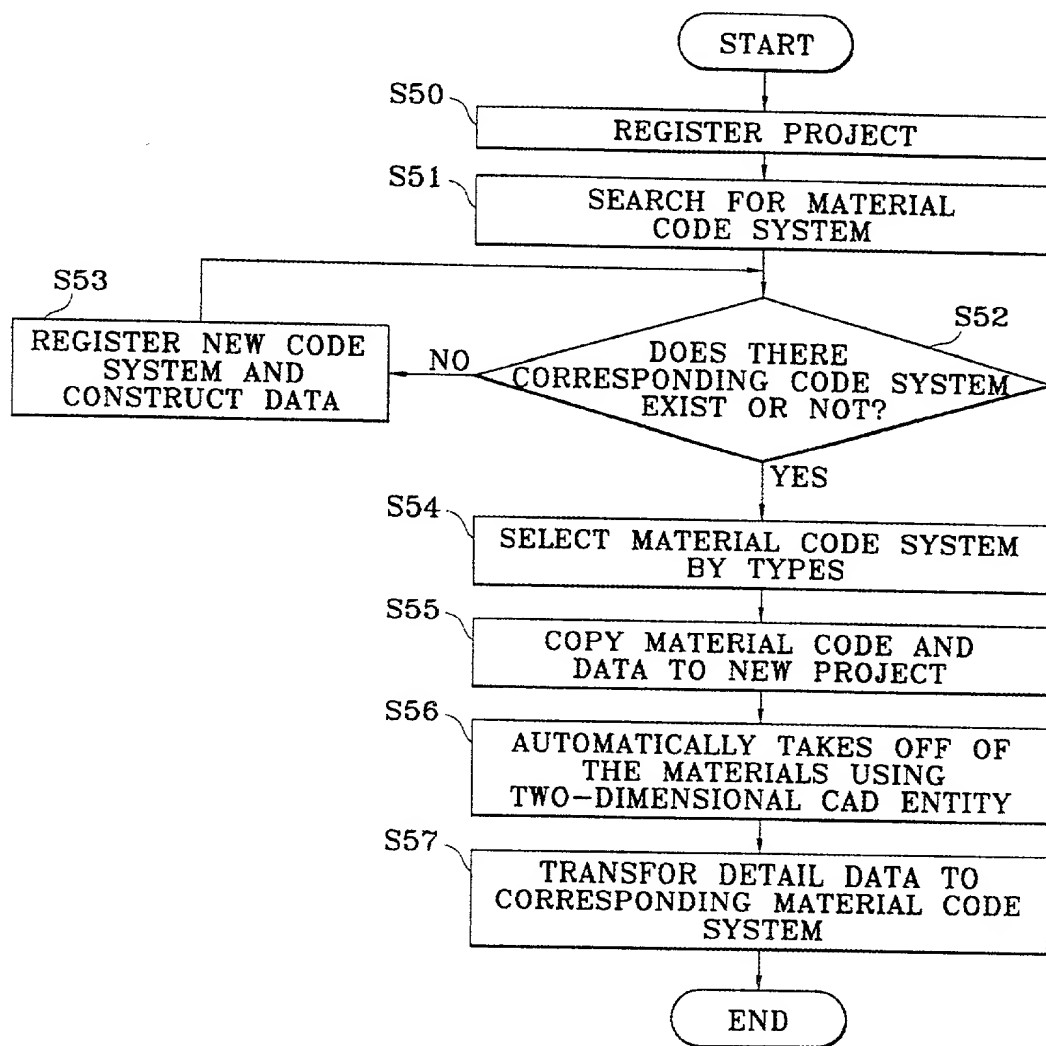 START
S50
REGISTER PROJECT
S51
SEARCH FOR MATERIAL
CODE SYSTEM
S53
REGISTER NEW CODE
SYSTEM AND
CONSTRUCT DATA
NO
S52
DOES THERE
CORRESPONDING CODE SYSTEM
EXIST OR NOT?
YES
S54
SELECT MATERIAL CODE SYSTEM
BY TYPES
S55
COPY MATERIAL CODE AND
DATA TO NEW PROJECT
S56
AUTOMATICALLY TAKES OFF OF
THE MATERIALS USING
TWO-DIMENSIONAL CAD ENTITY
S57
TRANSFOR DETAIL DATA TO
CORRESPONDING MATERIAL CODE
SYSTEM
END